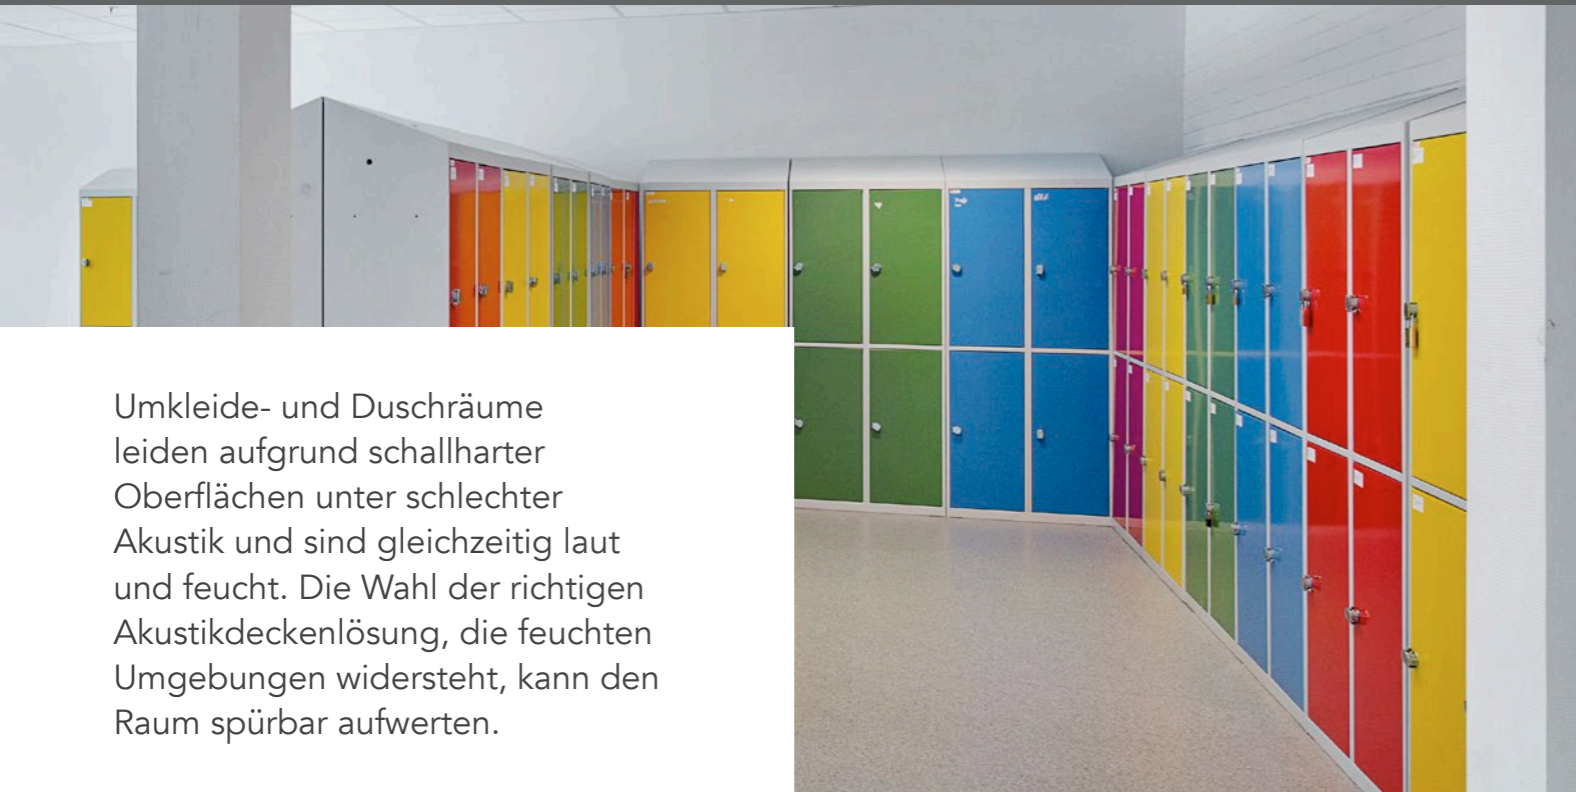 Umkleide- und Duschräume
leiden aufgrund schallharter
Oberflächen unter schlechter
Akustik und sind gleichzeitig laut
und feucht. Die Wahl der richtigen
Akustikdeckenlösung, die feuchten
Umgebungen widersteht, kann den
Raum spürbar aufwerten.